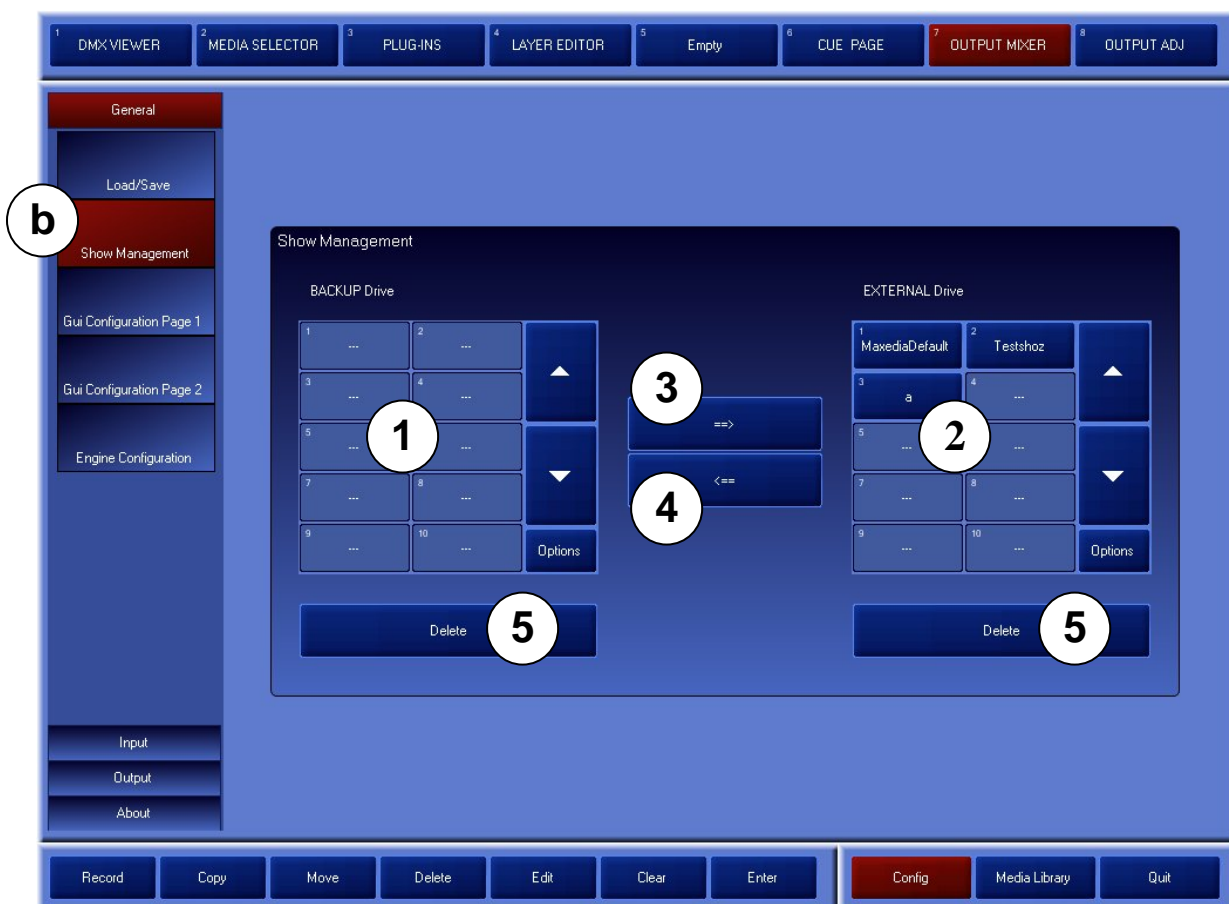 1 DMX VIEWER 2 MEDIA SELECTOR 3 PLUG-INS 4 LAYER EDITOR 5 Empty 6 CUE PAGE 7 OUTPUT MIXER 8 OUTPUT ADJ
General
Load/Save
b
Show Management
Gui Configuration Page 1
Gui Configuration Page 2
Engine Configuration
Input
Output
About
Show Management
BACKUP Drive
1 --- 2 ---
3 --- 4 ---
5 --- 1 ---
7 --- 8 ---
9 --- 10 --- Options
Delete 5
3
==>
<==
4
EXTERNAL Drive
1 MaxediaDefault 2 Testshoz
3 a 4 ---
5 --- 2 ---
7 --- 8 ---
9 --- 10 --- Options
Delete 5
Record Copy Move Delete Edit Clear Enter Config Media Library Quit